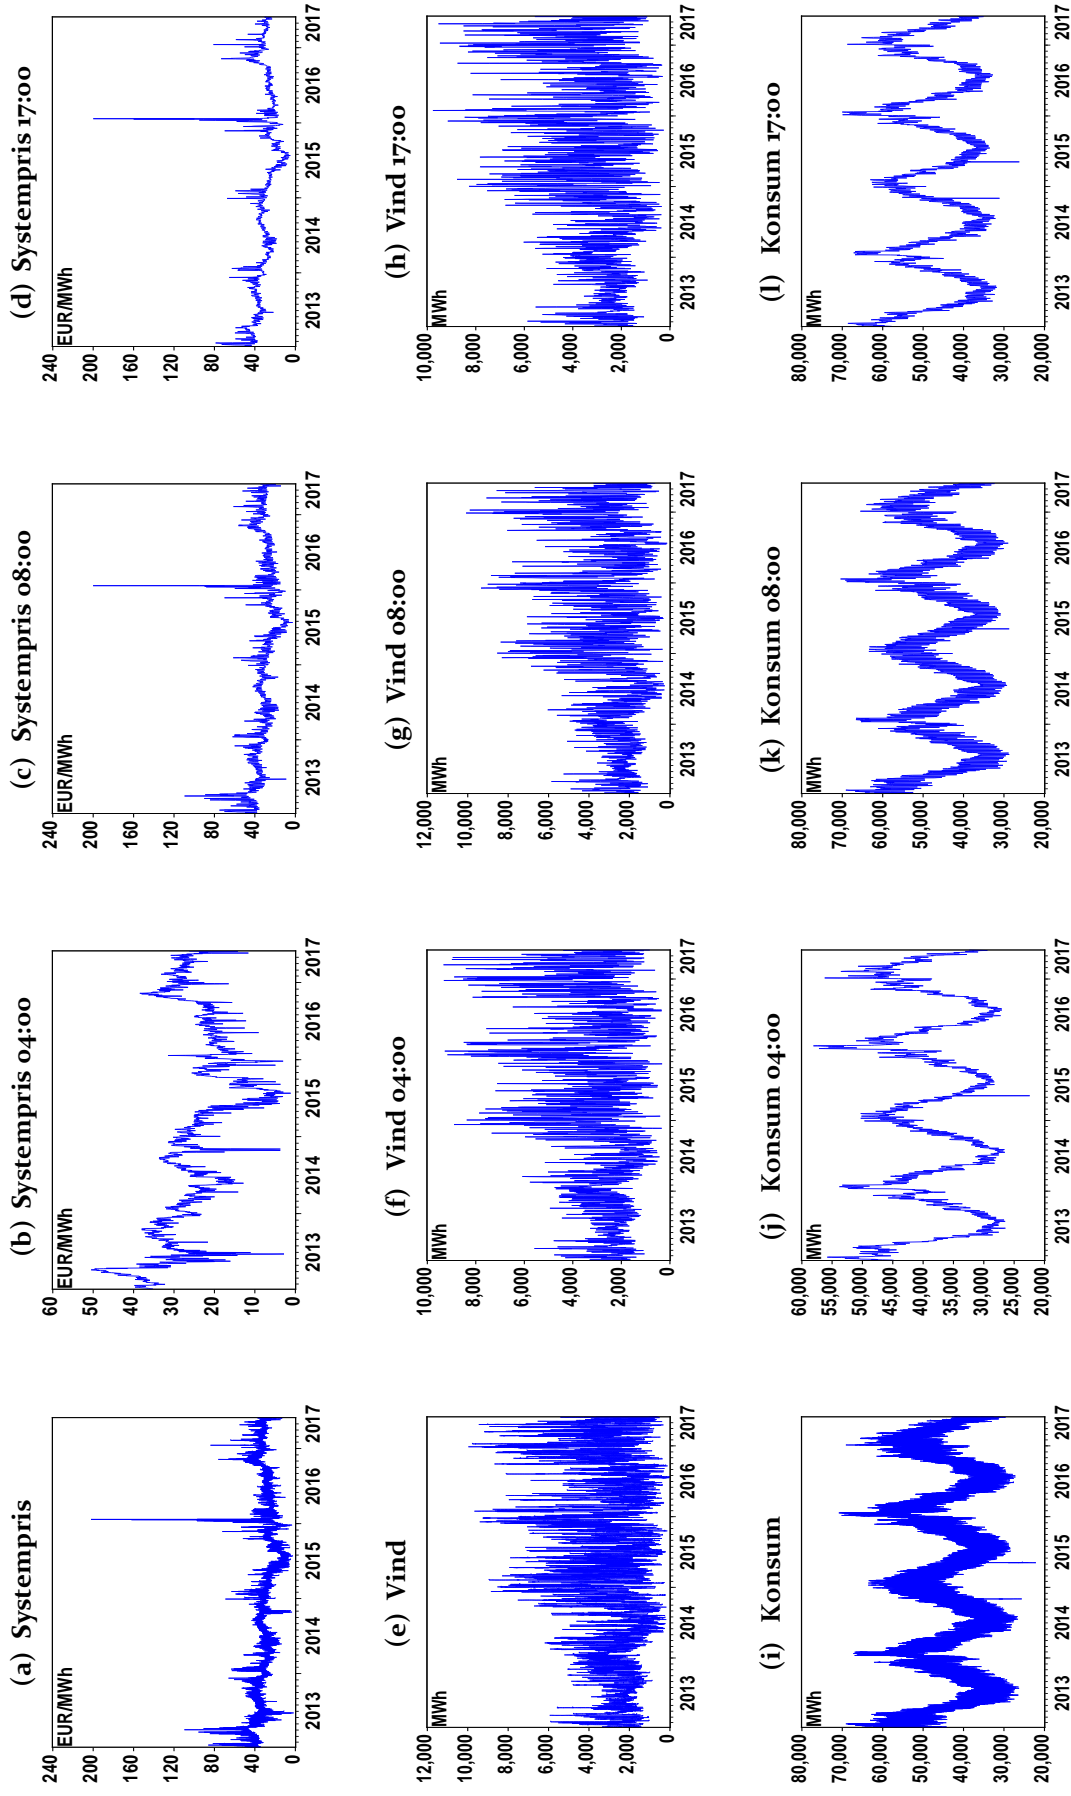 (a) Systempris
EUR/MWh
240
200
160
120
80
40
0
2013 2014 2015 2016 2017
(b) Systempris 04:00
EUR/MWh
60
50
40
30
20
10
0
2013 2014 2015 2016 2017
(c) Systempris 08:00
EUR/MWh
240
200
160
120
80
40
0
2013 2014 2015 2016 2017
(d) Systempris 17:00
EUR/MWh
240
200
160
120
80
40
0
2013 2014 2015 2016 2017
(e) Vind
MWh
12,000
10,000
8,000
6,000
4,000
2,000
0
2013 2014 2015 2016 2017
(f) Vind 04:00
MWh
10,000
8,000
6,000
4,000
2,000
0
2013 2014 2015 2016 2017
(g) Vind 08:00
MWh
12,000
10,000
8,000
6,000
4,000
2,000
0
2013 2014 2015 2016 2017
(h) Vind 17:00
MWh
10,000
8,000
6,000
4,000
2,000
0
2013 2014 2015 2016 2017
(i) Konsum
MWh
80,000
70,000
60,000
50,000
40,000
30,000
20,000
2013 2014 2015 2016 2017
(j) Konsum 04:00
MWh
60,000
55,000
50,000
45,000
40,000
35,000
30,000
25,000
20,000
2013 2014 2015 2016 2017
(k) Konsum 08:00
MWh
80,000
70,000
60,000
50,000
40,000
30,000
20,000
2013 2014 2015 2016 2017
(l) Konsum 17:00
MWh
80,000
70,000
60,000
50,000
40,000
30,000
20,000
2013 2014 2015 2016 2017